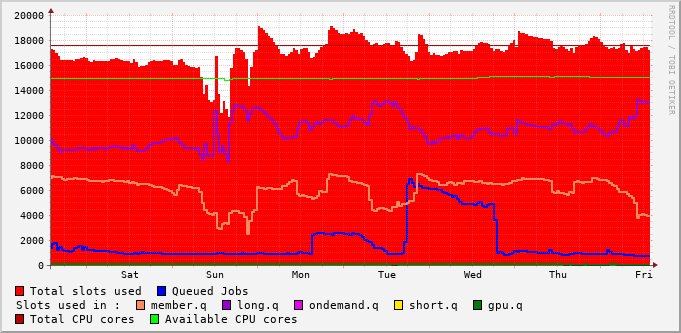 20000
18000
16000
14000
12000
10000
8000
6000
4000
2000
0
Sat Sun Mon Tue Wed Thu Fri
RRDTOOL / TOBI OETIKER
Total slots used Queued Jobs
Slots used in : member.q long.q ondemand.q short.q gpu.q
Total CPU cores Available CPU cores